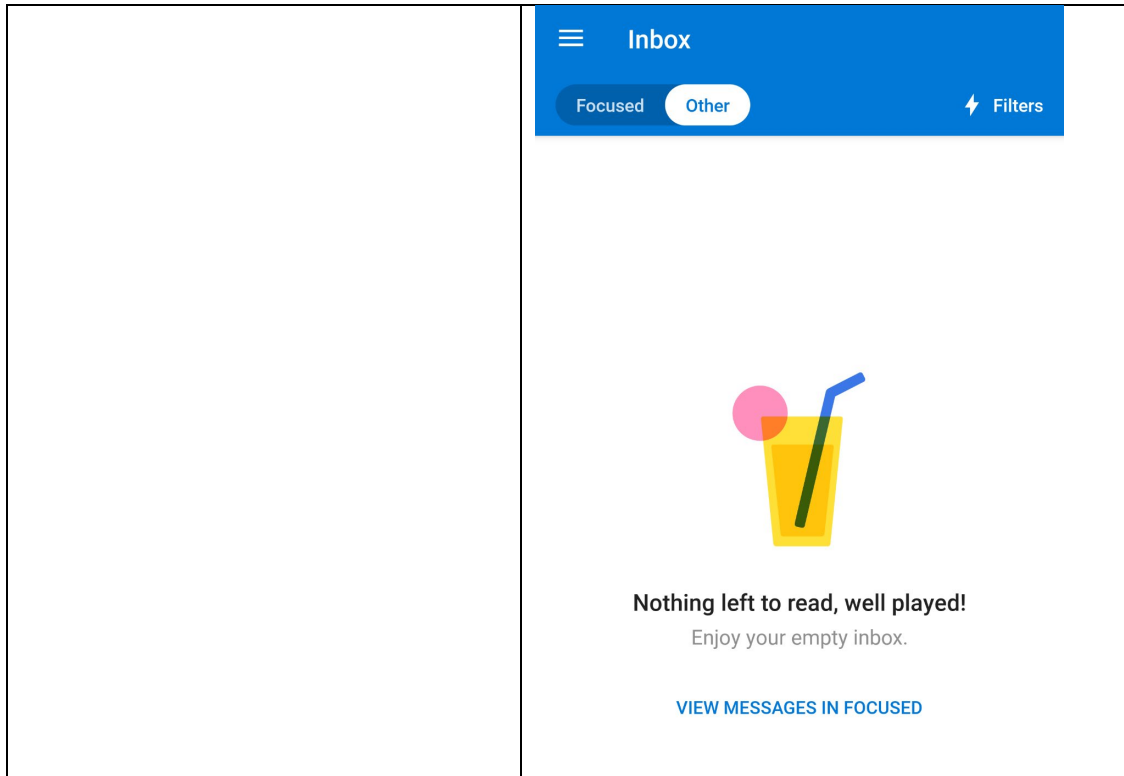 Inbox
Focused Other Filters
Nothing left to read, well played!
Enjoy your empty inbox.
VIEW MESSAGES IN FOCUSED